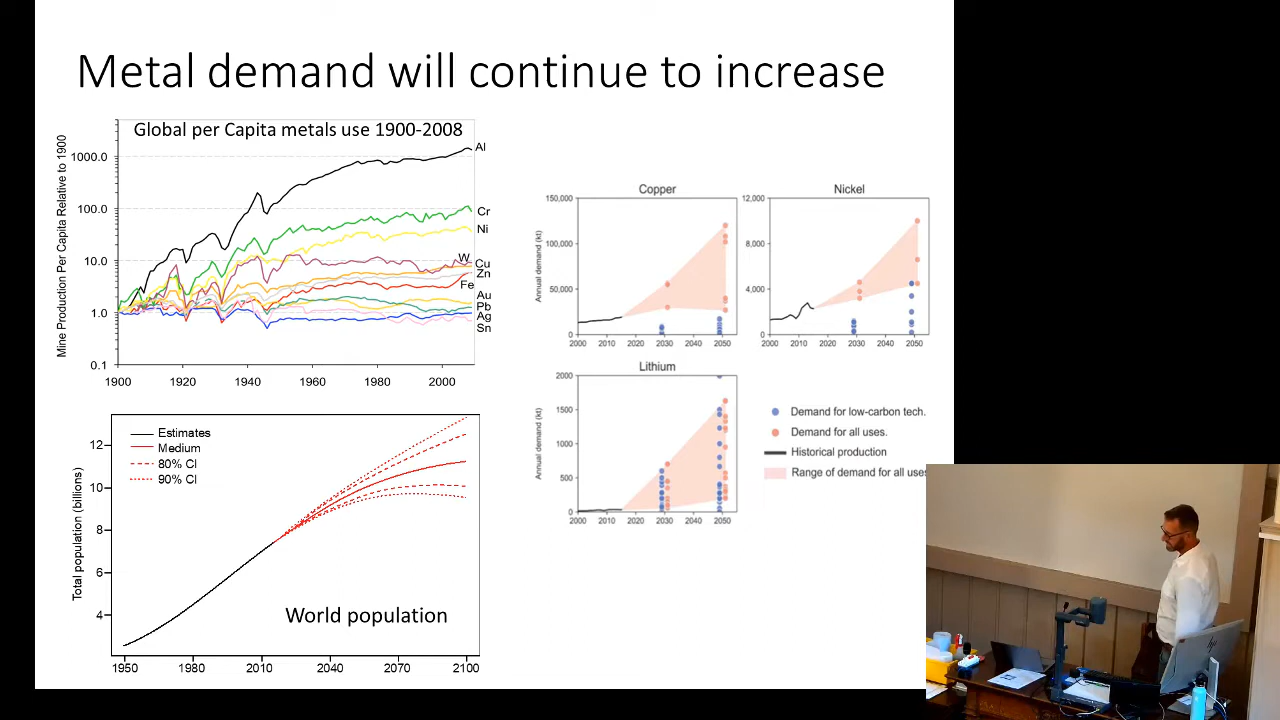 Metal demand will continue to increase
Global per Capita metals use 1900-2008
Mine Production Per Capita Relative to 1900
1000.0
100.0
10.0
1.0
0.1
1900
1920
1940
1960
1980
2000
Al
Cr
Ni
W
Cu
Zn
Fe
Au
Pb
Ag
Sn
Copper
Annual demand (kt)
150,000
100,000
50,000
0
2000
2010
2020
2030
2040
2050
Nickel
12,000
8,000
4,000
0
2000
2010
2020
2030
2040
2050
Lithium
Annual demand (kt)
2000
1500
1000
500
0
2000
2010
2020
2030
2040
2050
Demand for low-carbon tech.
Demand for all uses.
Historical production
Range of demand for all uses
Total population (billions)
12
10
8
6
4
Estimates
Medium
80% CI
90% CI
World population
1950
1980
2010
2040
2070
2100